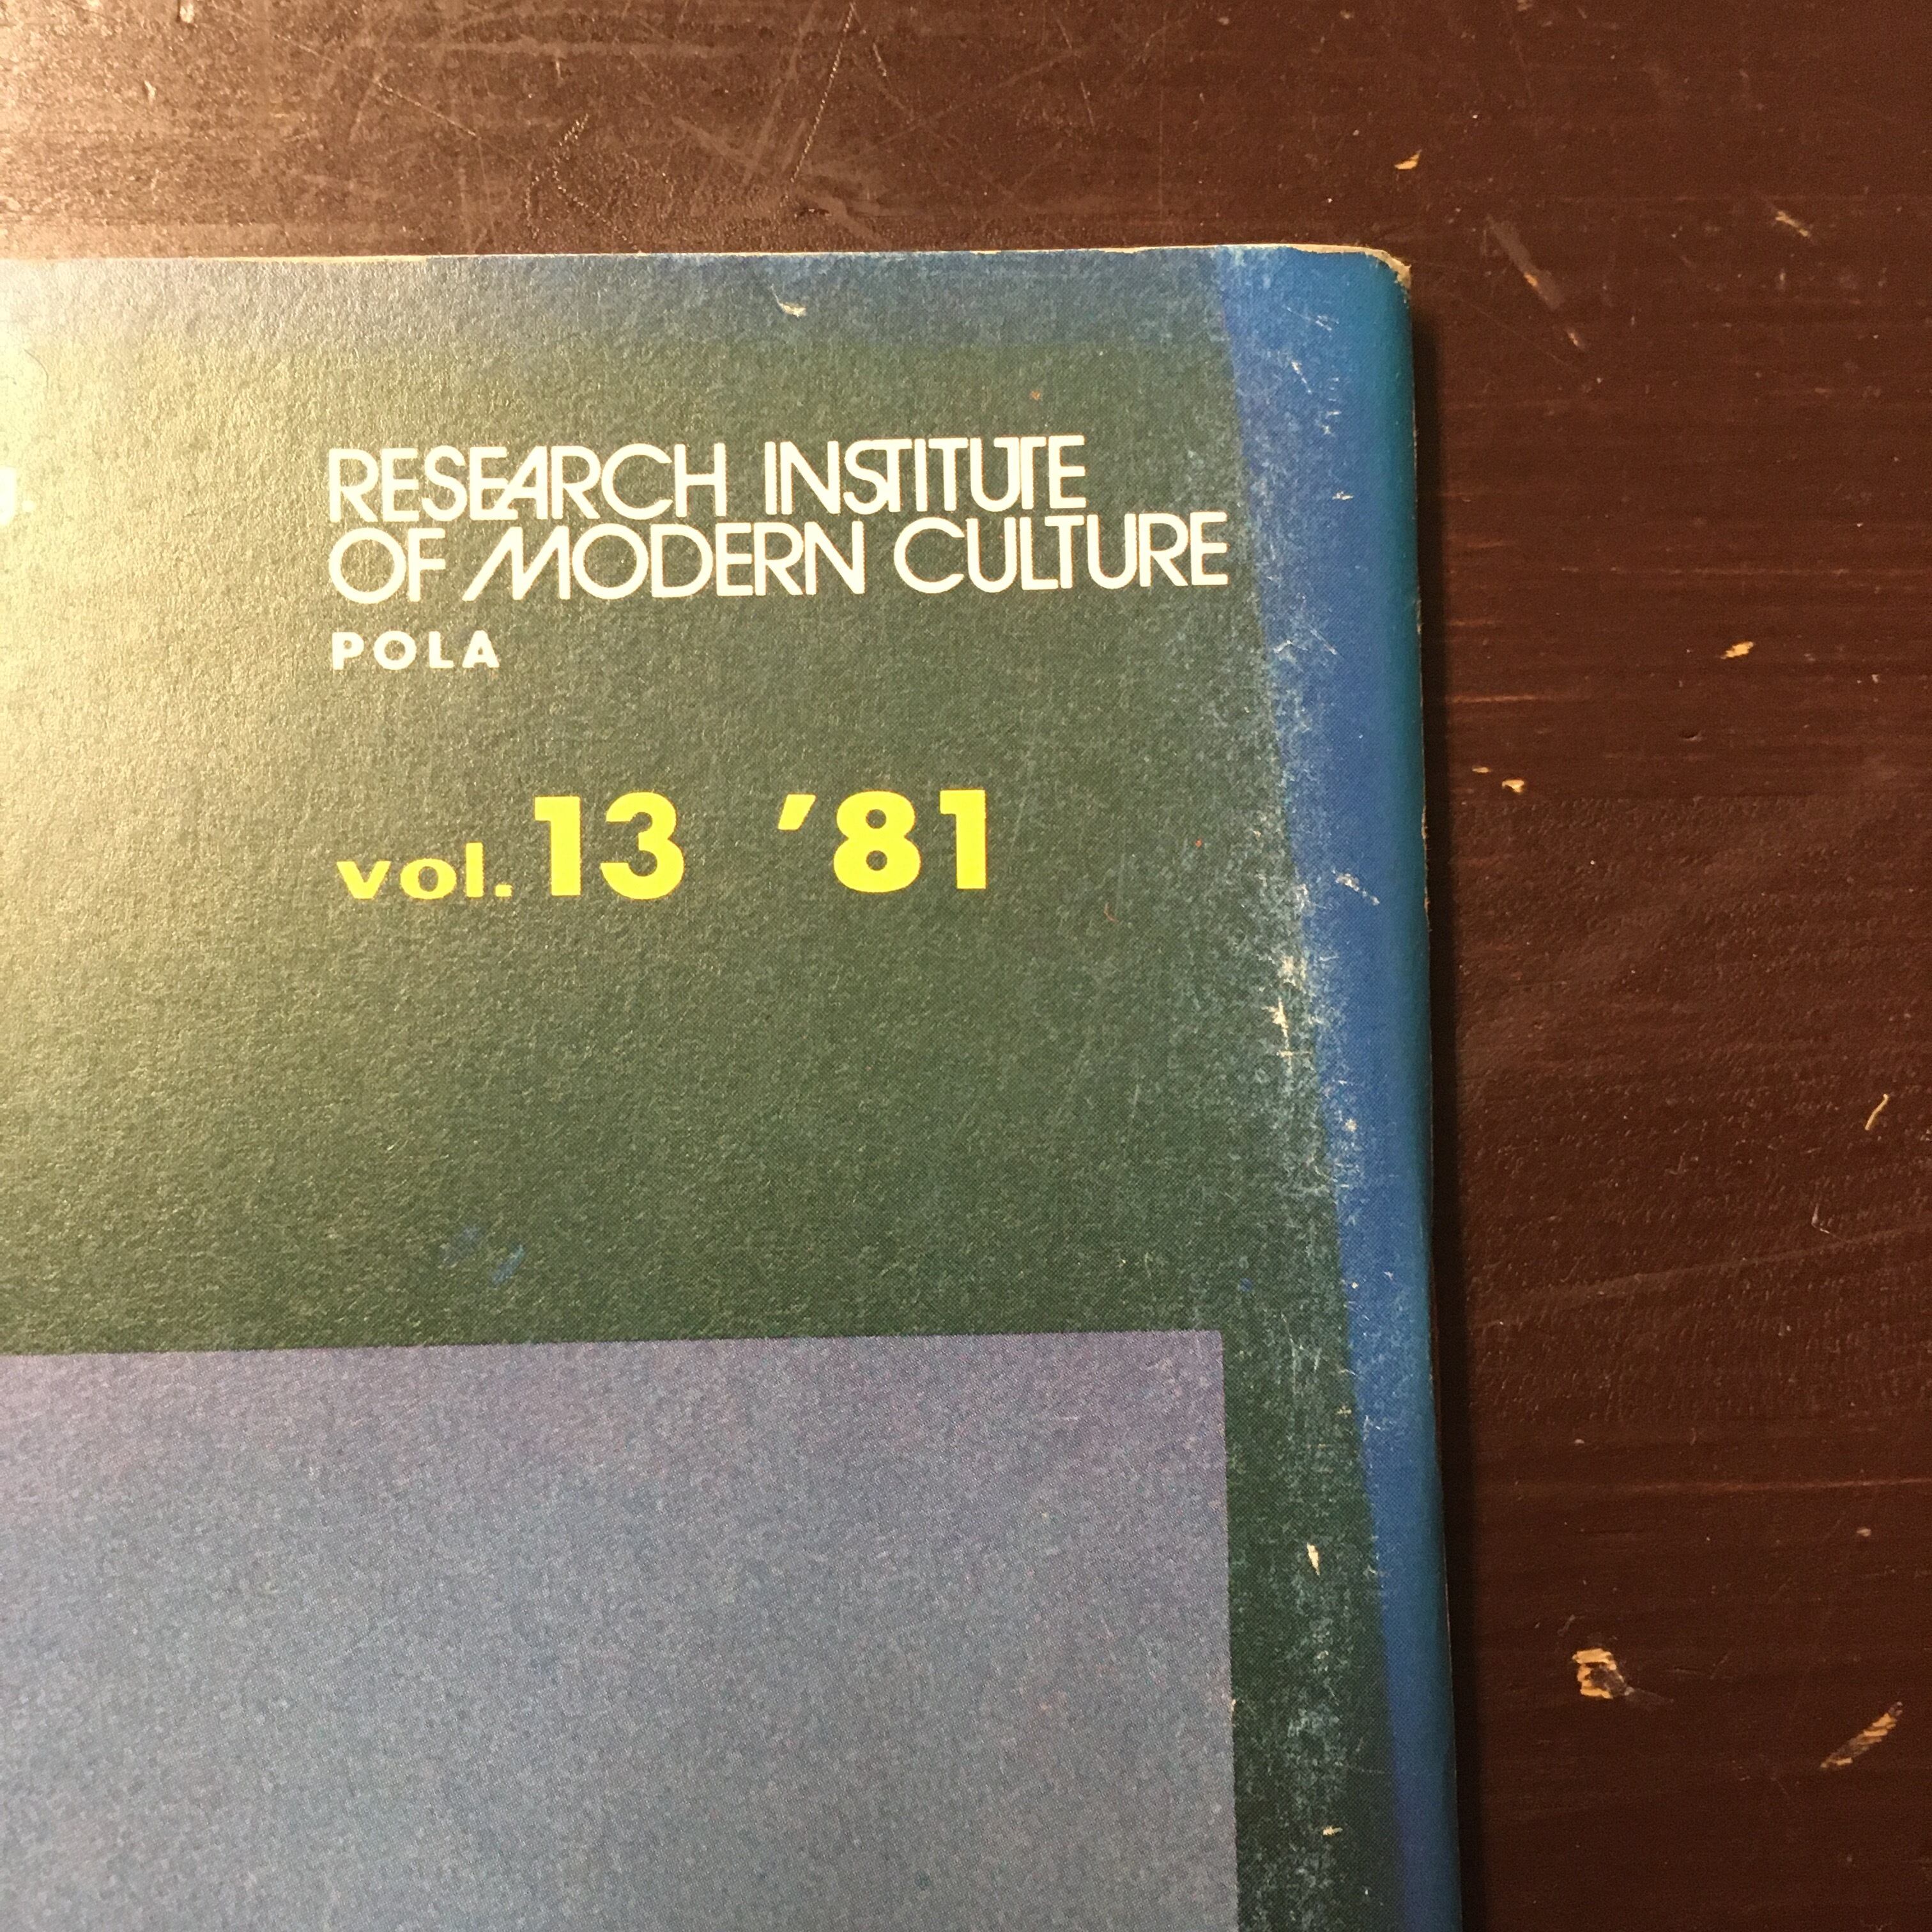 RESEARCH INSTITUTE
OF MODERN CULTURE
POLA
vol.13 '81